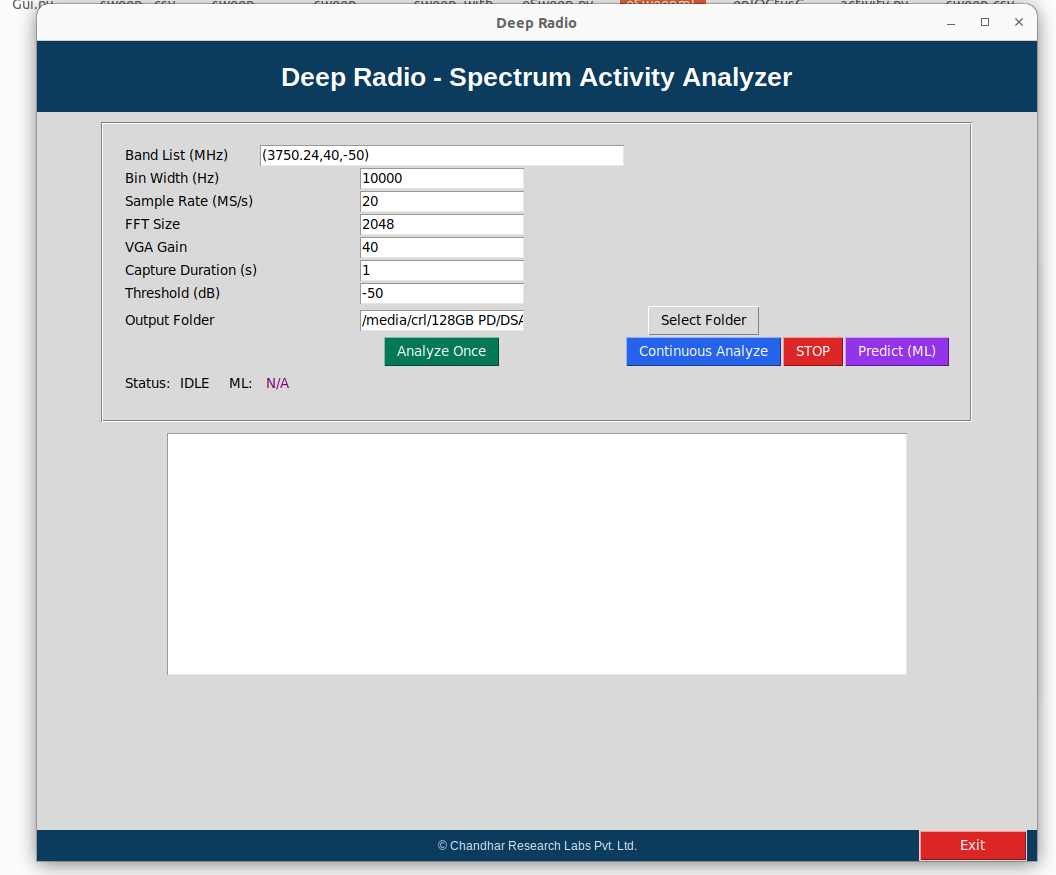 Deep Radio
Deep Radio - Spectrum Activity Analyzer
Band List (MHz) (3750.24,40,-50)
Bin Width (Hz) 10000
Sample Rate (MS/s) 20
FFT Size 2048
VGA Gain 40
Capture Duration (s) 1
Threshold (dB) -50
Output Folder /media/crl/128GB PD/DSA Select Folder
Analyze Once Continuous Analyze STOP Predict (ML)
Status: IDLE ML: N/A
© Chandhar Research Labs Pvt. Ltd. Exit